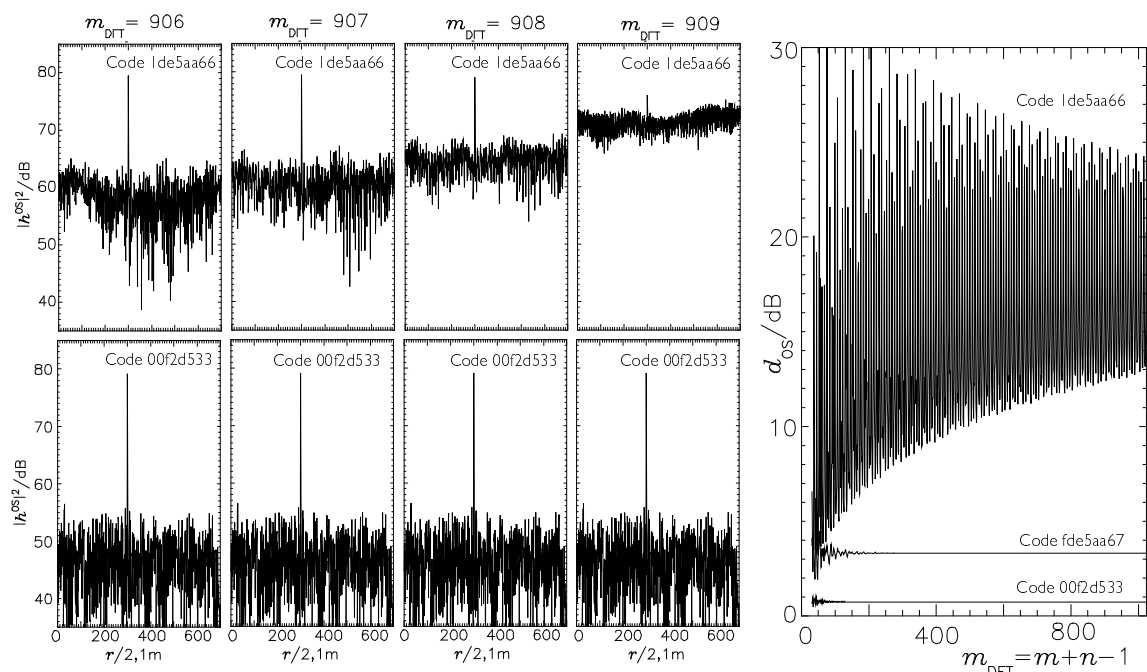 m_DFT= 906
m_DFT= 907
m_DFT= 908
m_DFT= 909
Code 1de5aa66
Code 1de5aa66
Code 1de5aa66
Code 1de5aa66
80
70
60
50
40
|h^os|²/dB
Code 00f2d533
Code 00f2d533
Code 00f2d533
Code 00f2d533
80
70
60
50
40
|h^os|²/dB
0 200 400 600
0 200 400 600
0 200 400 600
0 200 400 600
r/2,1m
r/2,1m
r/2,1m
r/2,1m
30
20
10
0
d_os/dB
Code 1de5aa66
Code fde5aa67
Code 00f2d533
0 400 800
m_DFT=m+n-1